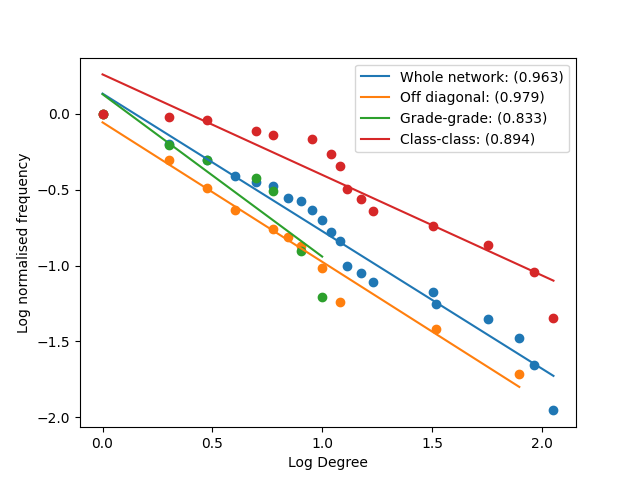 Whole network: (0.963)
Off diagonal: (0.979)
Grade-grade: (0.833)
Class-class: (0.894)
0.0
−0.5
−1.0
−1.5
−2.0
Log normalised frequency
0.0 0.5 1.0 1.5 2.0
Log Degree